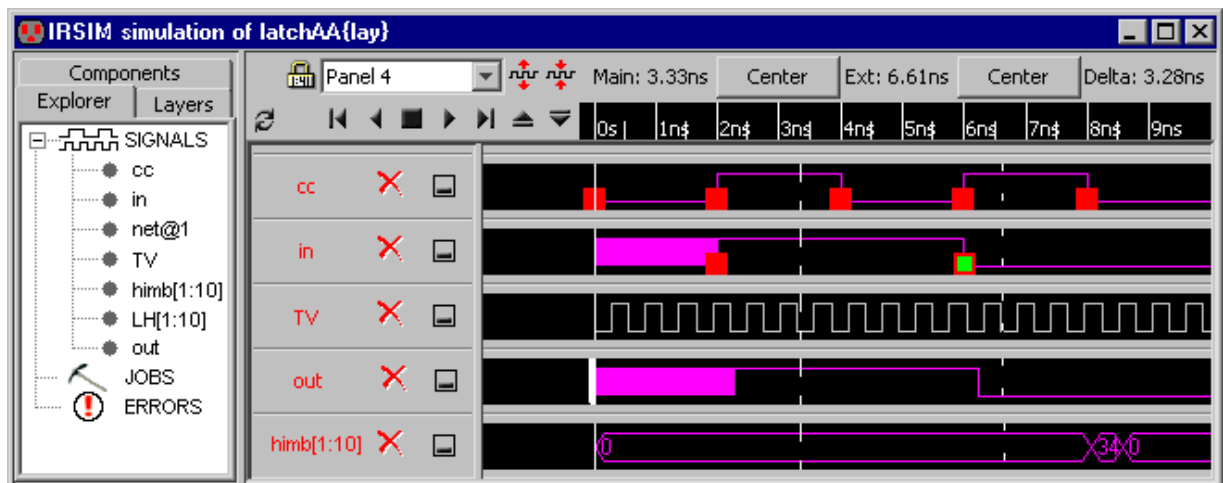 IRSIM simulation of latchAA{lay}
Components
Explorer Layers
SIGNALS
cc
in
net@1
TV
himb[1:10]
LH[1:10]
out
JOBS
ERRORS
Panel 4 Main: 3.33ns Center Ext: 6.61ns Center Delta: 3.28ns
0s 1ns 2ns 3ns 4ns 5ns 6ns 7ns 8ns 9ns
cc
in
TV
out
himb[1:10] 0 34 0